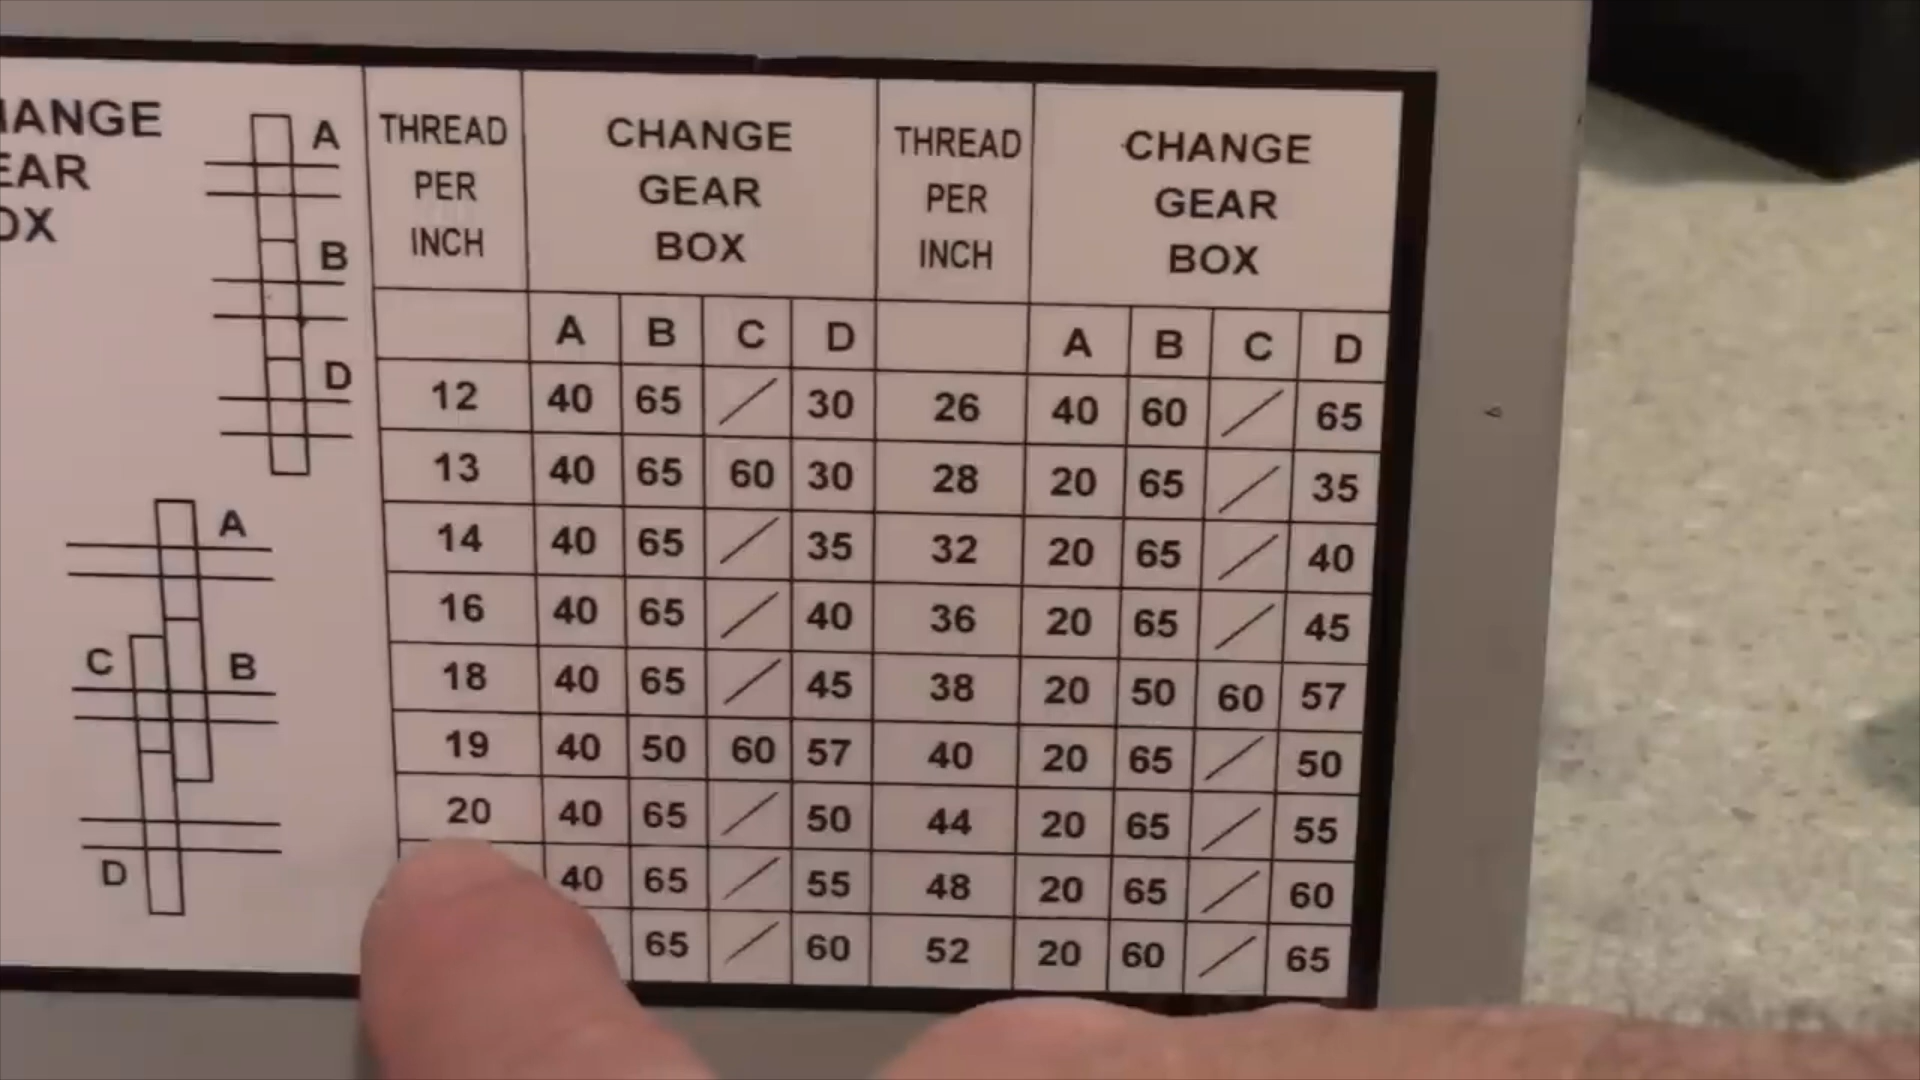 A
B
D
A
C B
D
THREAD
PER
INCH
CHANGE
GEAR
BOX
THREAD
PER
INCH
CHANGE
GEAR
BOX
A B C D A B C D
12 40 65 / 30 26 40 60 / 65
13 40 65 60 30 28 20 65 / 35
14 40 65 / 35 32 20 65 / 40
16 40 65 / 40 36 20 65 / 45
18 40 65 / 45 38 20 50 60 57
19 40 50 60 57 40 20 65 / 50
20 40 65 / 50 44 20 65 / 55
40 65 / 55 48 20 65 / 60
65 / 60 52 20 60 / 65